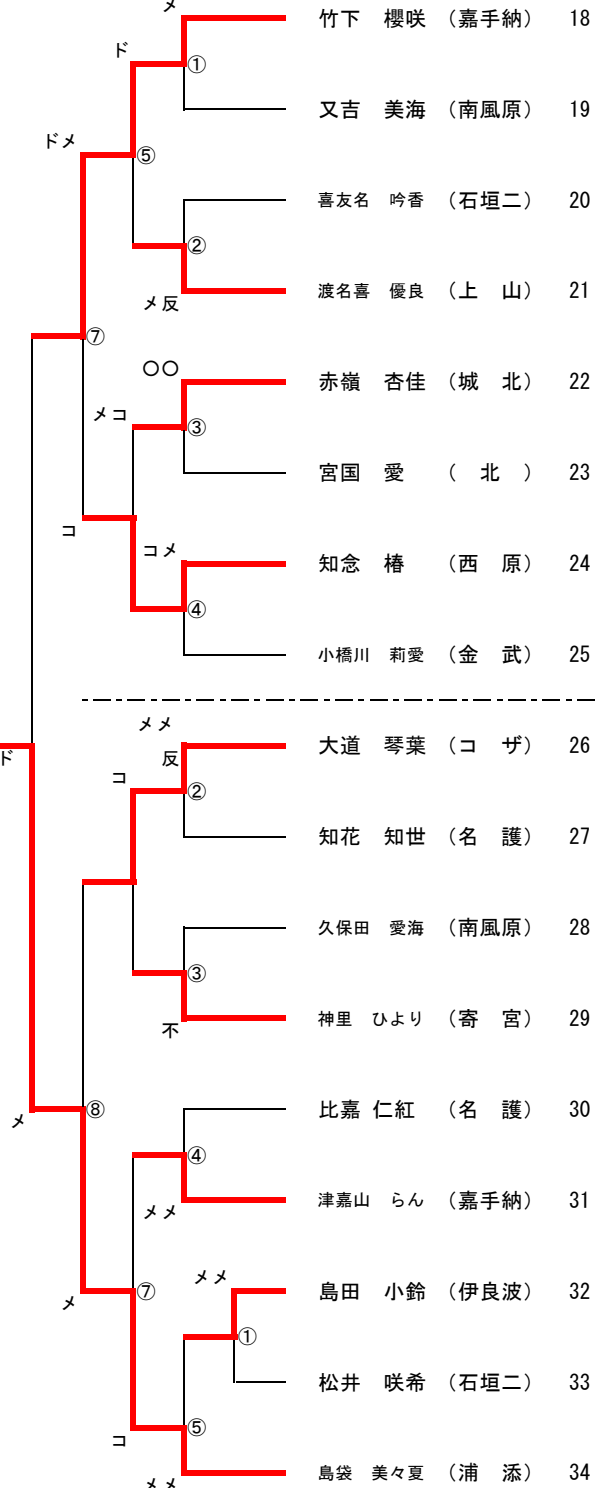 メ
竹下　櫻咲　（嘉手納）　18
ド
①
又吉　美海　（南風原）　19
ドメ
⑤
喜友名　吟香　（石垣二）　20
②
渡名喜　優良　（上　山）　21
メ反
⑦
○○
赤嶺　杏佳　（城　北）　22
メコ
③
宮国　愛　（　北　）　23
コ
コメ
知念　椿　（西　原）　24
④
小橋川　莉愛　（金　武）　25
メメ
大道　琴葉　（コ　ザ）　26
ド
反
コ
②
知花　知世　（名　護）　27
久保田　愛海　（南風原）　28
③
神里　ひより　（寄　宮）　29
不
⑧
比嘉 仁紅　（名　護）　30
メ
④
津嘉山　らん　（嘉手納）　31
メメ
メメ
島田　小鈴　（伊良波）　32
⑦
メ
①
松井　咲希　（石垣二）　33
⑤
コ
島袋　美々夏　（浦　添）　34
メメ